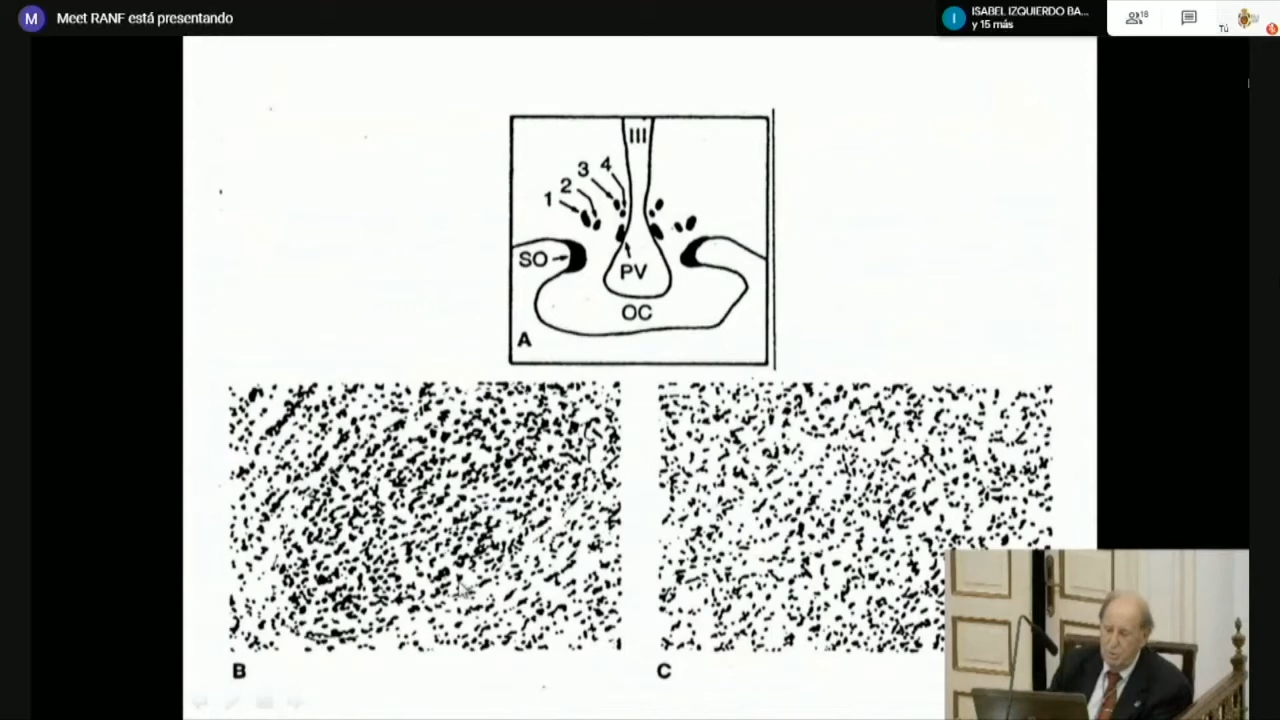 M Meet RANF está presentando
I ISABEL IZQUIERDO BA...
y 15 más
18
Tú
III
4
3
2
1
SO
PV
OC
A
B
C